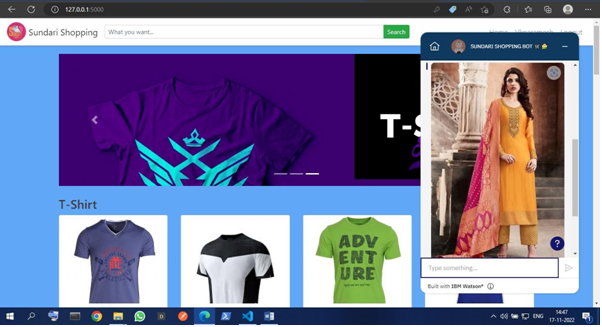 127.0.0.1:5000
Sundari Shopping
What you want...
Search
Home
SUNDARI SHOPPING BOT
T-S
T-Shirt
ADV
ENT
URE
?
Type something...
Built with IBM Watson®
ENG
14:47
17-11-2022